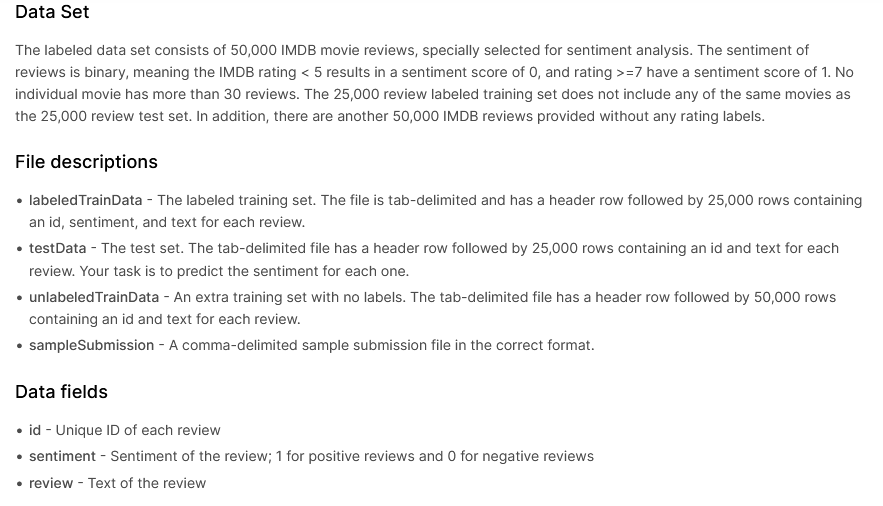 Data Set
The labeled data set consists of 50,000 IMDB movie reviews, specially selected for sentiment analysis. The sentiment of
reviews is binary, meaning the IMDB rating < 5 results in a sentiment score of 0, and rating >=7 have a sentiment score of 1. No
individual movie has more than 30 reviews. The 25,000 review labeled training set does not include any of the same movies as
the 25,000 review test set. In addition, there are another 50,000 IMDB reviews provided without any rating labels.
File descriptions
• labeledTrainData - The labeled training set. The file is tab-delimited and has a header row followed by 25,000 rows containing
an id, sentiment, and text for each review.
• testData - The test set. The tab-delimited file has a header row followed by 25,000 rows containing an id and text for each
review. Your task is to predict the sentiment for each one.
• unlabeledTrainData - An extra training set with no labels. The tab-delimited file has a header row followed by 50,000 rows
containing an id and text for each review.
• sampleSubmission - A comma-delimited sample submission file in the correct format.
Data fields
• id - Unique ID of each review
• sentiment - Sentiment of the review; 1 for positive reviews and 0 for negative reviews
• review - Text of the review